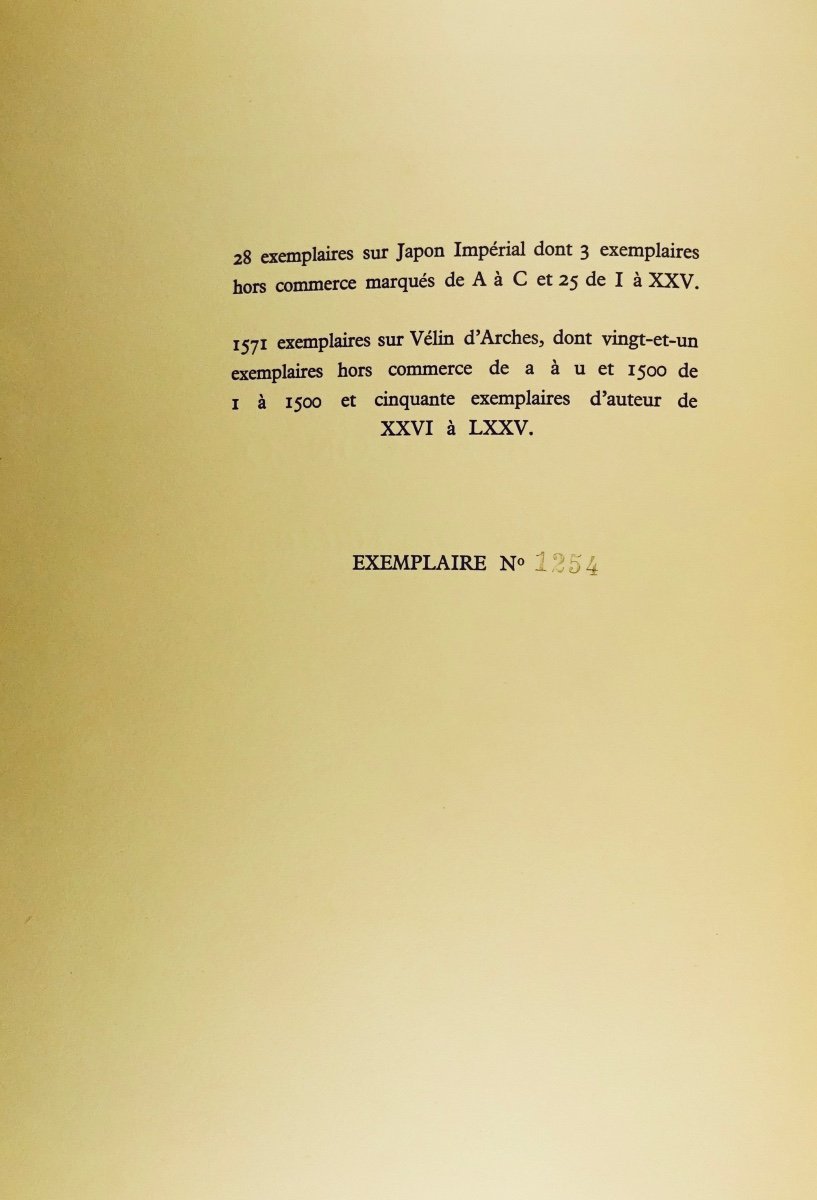 28 exemplaires sur Japon Impérial dont 3 exemplaires
hors commerce marqués de A à C et 25 de I à XXV.
1571 exemplaires sur Vélin d'Arches, dont vingt-et-un
exemplaires hors commerce de a à u et 1500 de
1 à 1500 et cinquante exemplaires d'auteur de
XXVI à LXXV.
EXEMPLAIRE Nº 1254